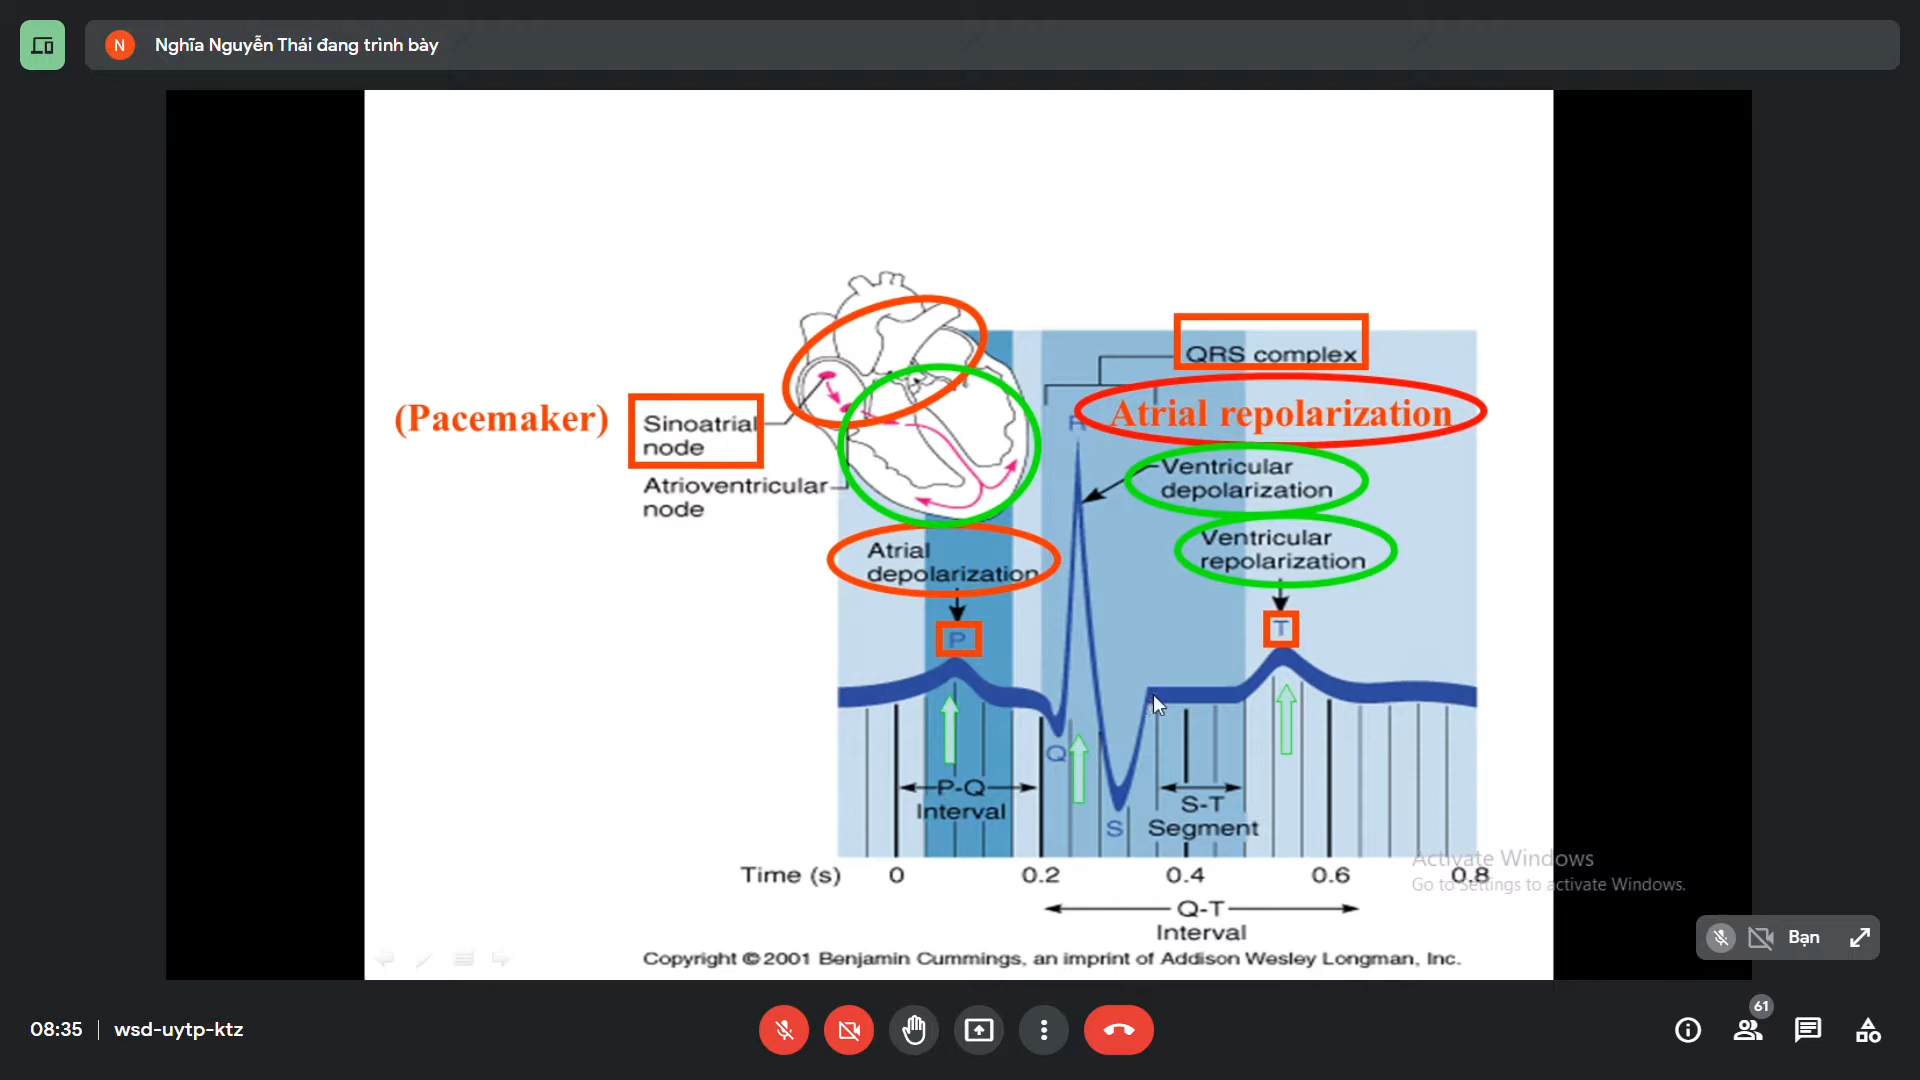 N Nghĩa Nguyễn Thái đang trình bày
QRS complex
(Pacemaker)
Sinoatrial
node
Atrial repolarization
R
Ventricular
depolarization
Atrioventricular
node
Ventricular
repolarization
Atrial
depolarization
P
T
Q
P-Q
Interval
S
S-T
Segment
Time (s) 0 0.2 0.4 0.6 0.8
Q-T
Interval
Copyright © 2001 Benjamin Cummings, an imprint of Addison Wesley Longman, Inc.
Activate Windows
Go to Settings to activate Windows.
Bạn
08:35 | wsd-uytp-ktz
61